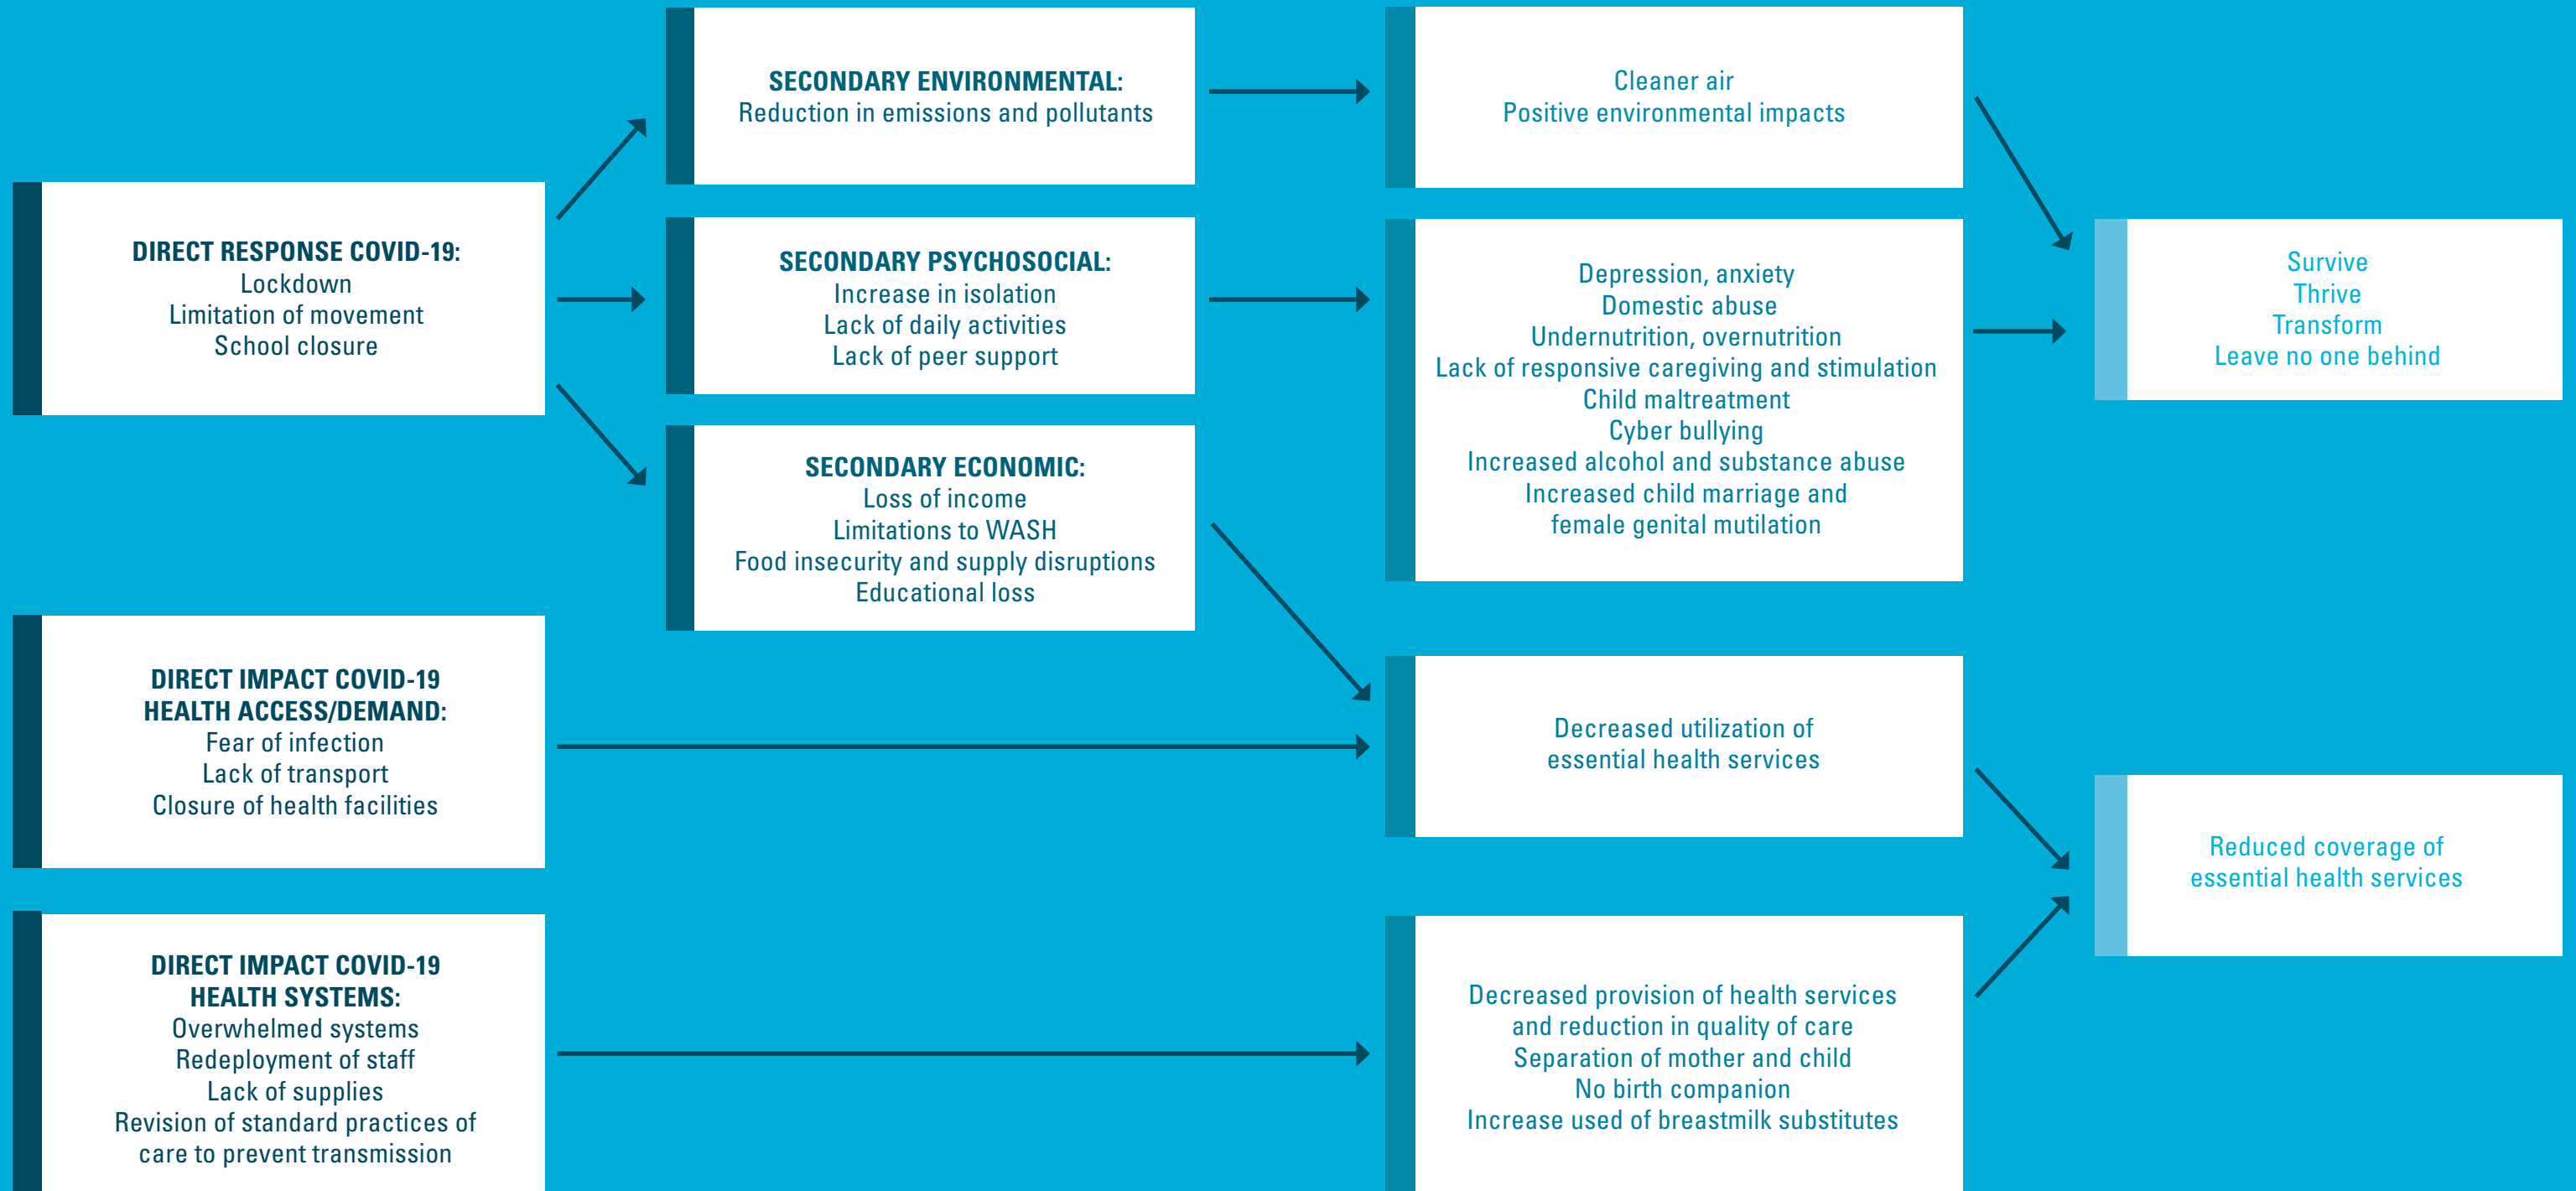 DIRECT RESPONSE COVID-19:
Lockdown
Limitation of movement
School closure
DIRECT IMPACT COVID-19
HEALTH ACCESS/DEMAND:
Fear of infection
Lack of transport
Closure of health facilities
DIRECT IMPACT COVID-19
HEALTH SYSTEMS:
Overwhelmed systems
Redeployment of staff
Lack of supplies
Revision of standard practices of
care to prevent transmission
SECONDARY ENVIRONMENTAL:
Reduction in emissions and pollutants
SECONDARY PSYCHOSOCIAL:
Increase in isolation
Lack of daily activities
Lack of peer support
SECONDARY ECONOMIC:
Loss of income
Limitations to WASH
Food insecurity and supply disruptions
Educational loss
Cleaner air
Positive environmental impacts
Depression, anxiety
Domestic abuse
Undernutrition, overnutrition
Lack of responsive caregiving and stimulation
Child maltreatment
Cyber bullying
Increased alcohol and substance abuse
Increased child marriage and
female genital mutilation
Decreased utilization of
essential health services
Decreased provision of health services
and reduction in quality of care
Separation of mother and child
No birth companion
Increase used of breastmilk substitutes
Survive
Thrive
Transform
Leave no one behind
Reduced coverage of
essential health services